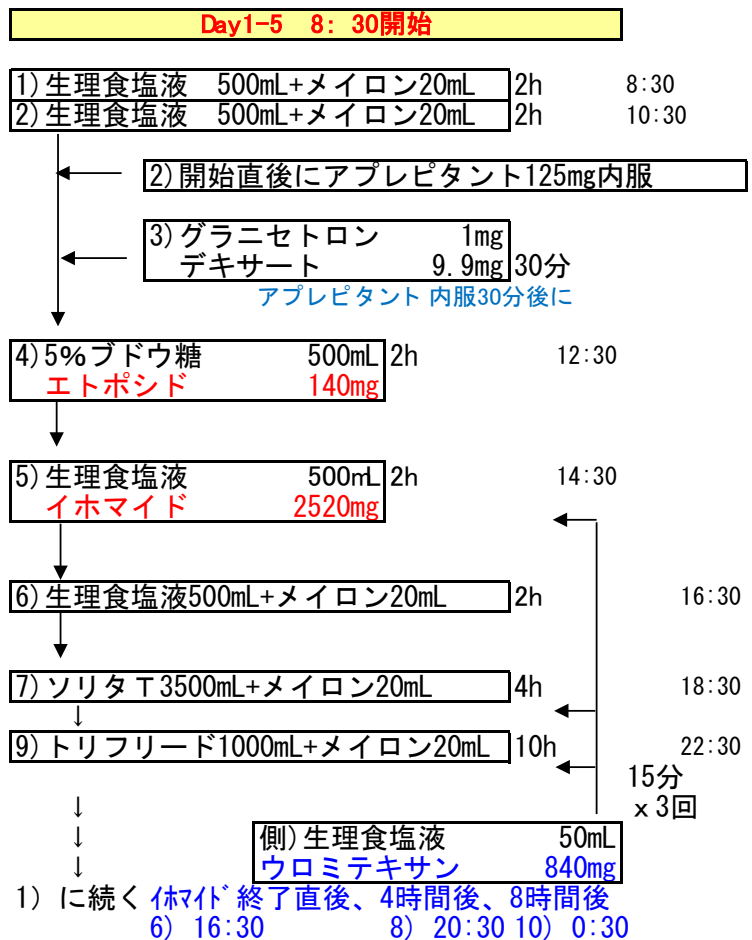 Day1-5 8：30開始
1)生理食塩液 500mL+メイロン20mL 2h 8:30
2)生理食塩液 500mL+メイロン20mL 2h 10:30
2)開始直後にアプレピタント125mg内服
3)グラニセトロン 1mg
デキサート 9.9mg 30分
アプレピタント 内服30分後に
4)5%ブドウ糖 500mL 2h 12:30
エトポシド 140mg
5)生理食塩液 500mL 2h 14:30
イホマイド 2520mg
6)生理食塩液500mL+メイロン20mL 2h 16:30
7)ソリタT3500mL+メイロン20mL 4h 18:30
↓
9)トリフリード1000mL+メイロン20mL 10h 22:30
15分
↓ x3回
↓ 側)生理食塩液 50mL
↓ ウロミテキサン 840mg
1) に続く ｲﾎﾏｲﾄﾞ終了直後、4時間後、8時間後
6) 16:30 8) 20:30 10) 0:30